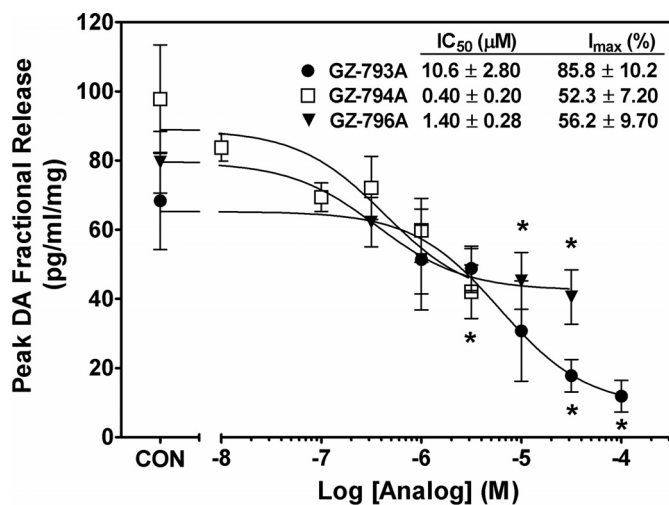 IC50 (µM) Imax (%)
GZ-793A 10.6 ± 2.80 85.8 ± 10.2
GZ-794A 0.40 ± 0.20 52.3 ± 7.20
GZ-796A 1.40 ± 0.28 56.2 ± 9.70
Peak DA Fractional Release
(pg/ml/mg)
120
100
80
60
40
20
0
* *
*
*
*
CON -8 -7 -6 -5 -4
Log [Analog] (M)